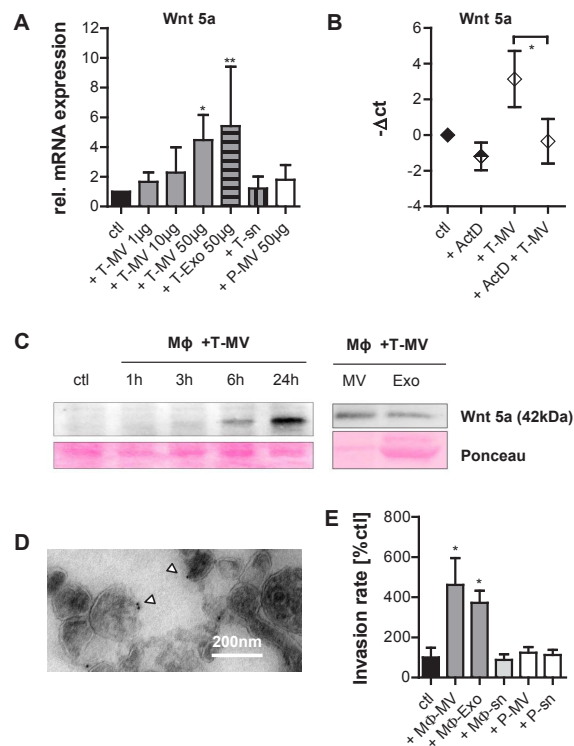 A
Wnt 5a
rel. mRNA expression
12
10
8
6
4
2
0
*
**
ctl
+ T-MV 1µg
+ T-MV 10µg
+ T-MV 50µg
+ T-Exo 50µg
+ T-sn
+ P-MV 50µg
B
Wnt 5a
-Δct
6
4
2
0
-2
-4
*
ctl
+ ActD
+ T-MV
+ ActD + T-MV
C
Mϕ +T-MV
Mϕ +T-MV
ctl 1h 3h 6h 24h MV Exo
Wnt 5a (42kDa)
Ponceau
D
200nm
E
Invasion rate [%ctl]
800
600
400
200
0
*
*
ctl
+ MΦ-MV
+ MΦ-Exo
+ MΦ-sn
+ P-MV
+ P-sn